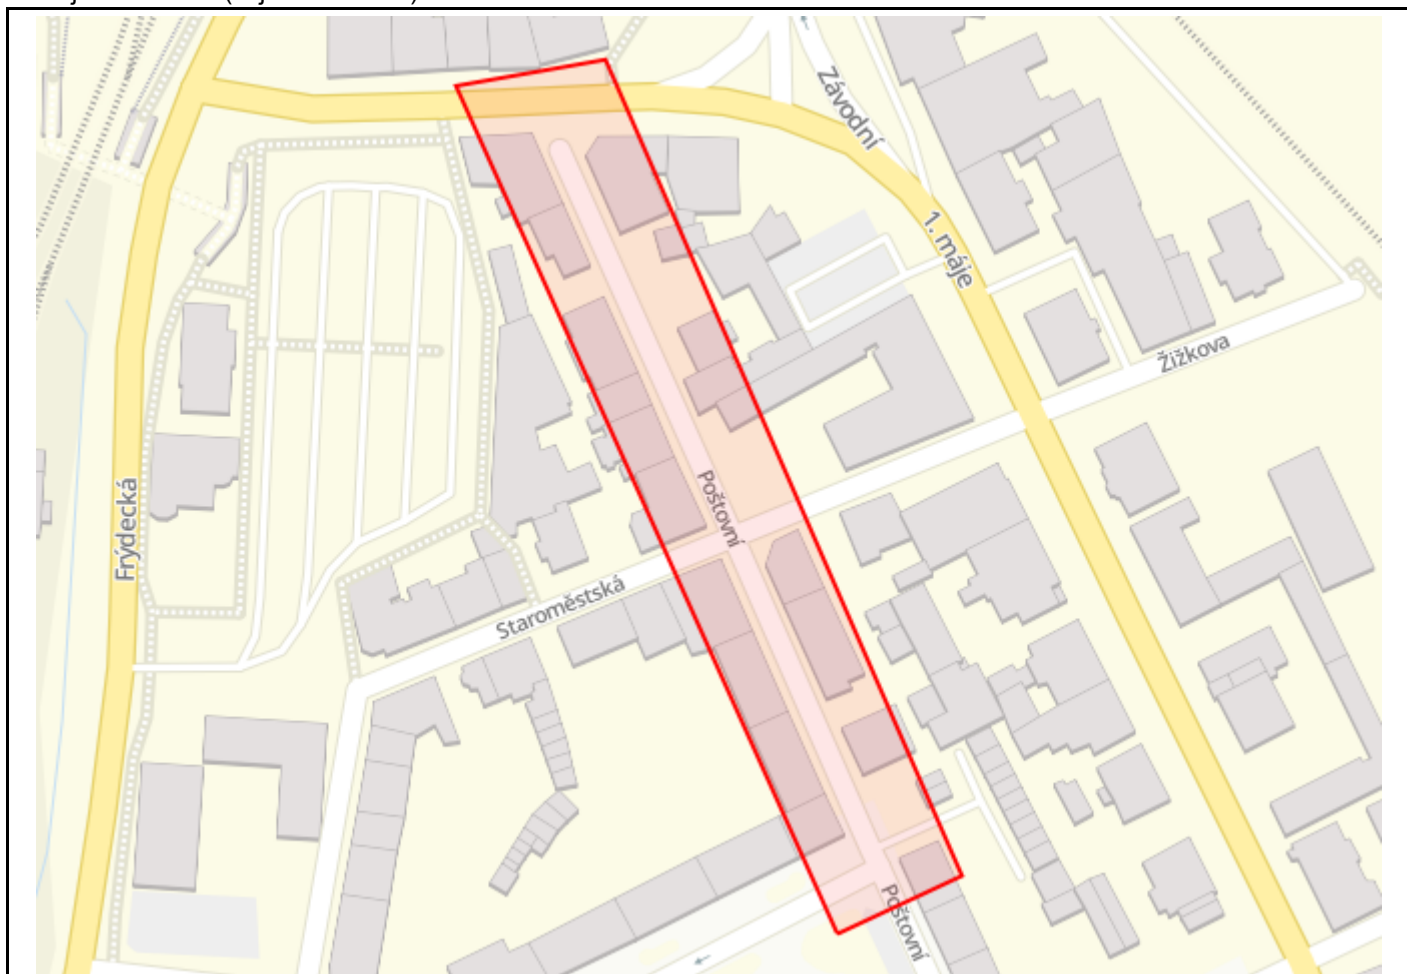 Závodní
1. máje
Žižkova
Poštovní
Frýdecká
Staroměstská
Poštovní